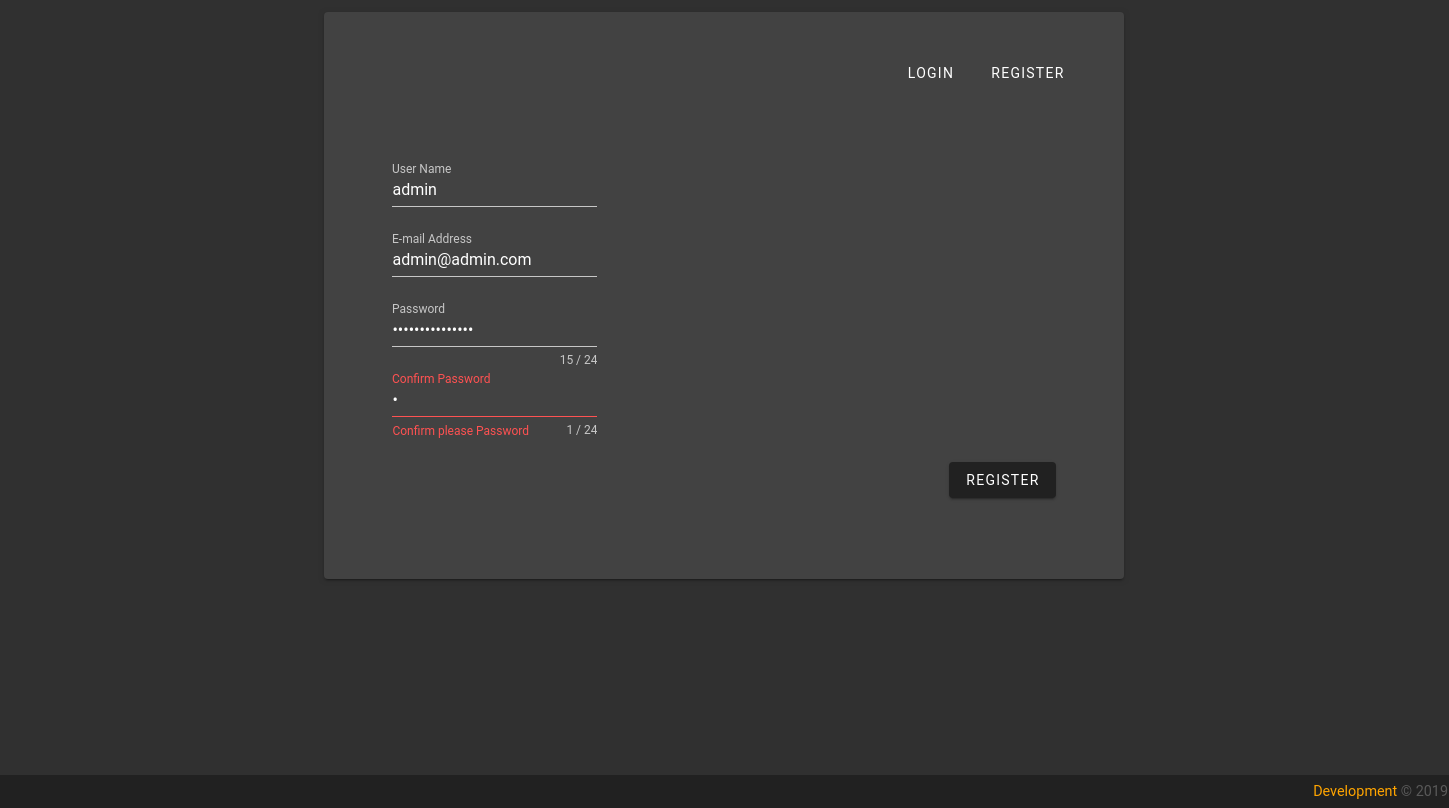 LOGIN REGISTER
User Name
admin
E-mail Address
admin@admin.com
Password
•••••••••••••••
15 / 24
Confirm Password
•
Confirm please Password 1 / 24
REGISTER
Development © 2019